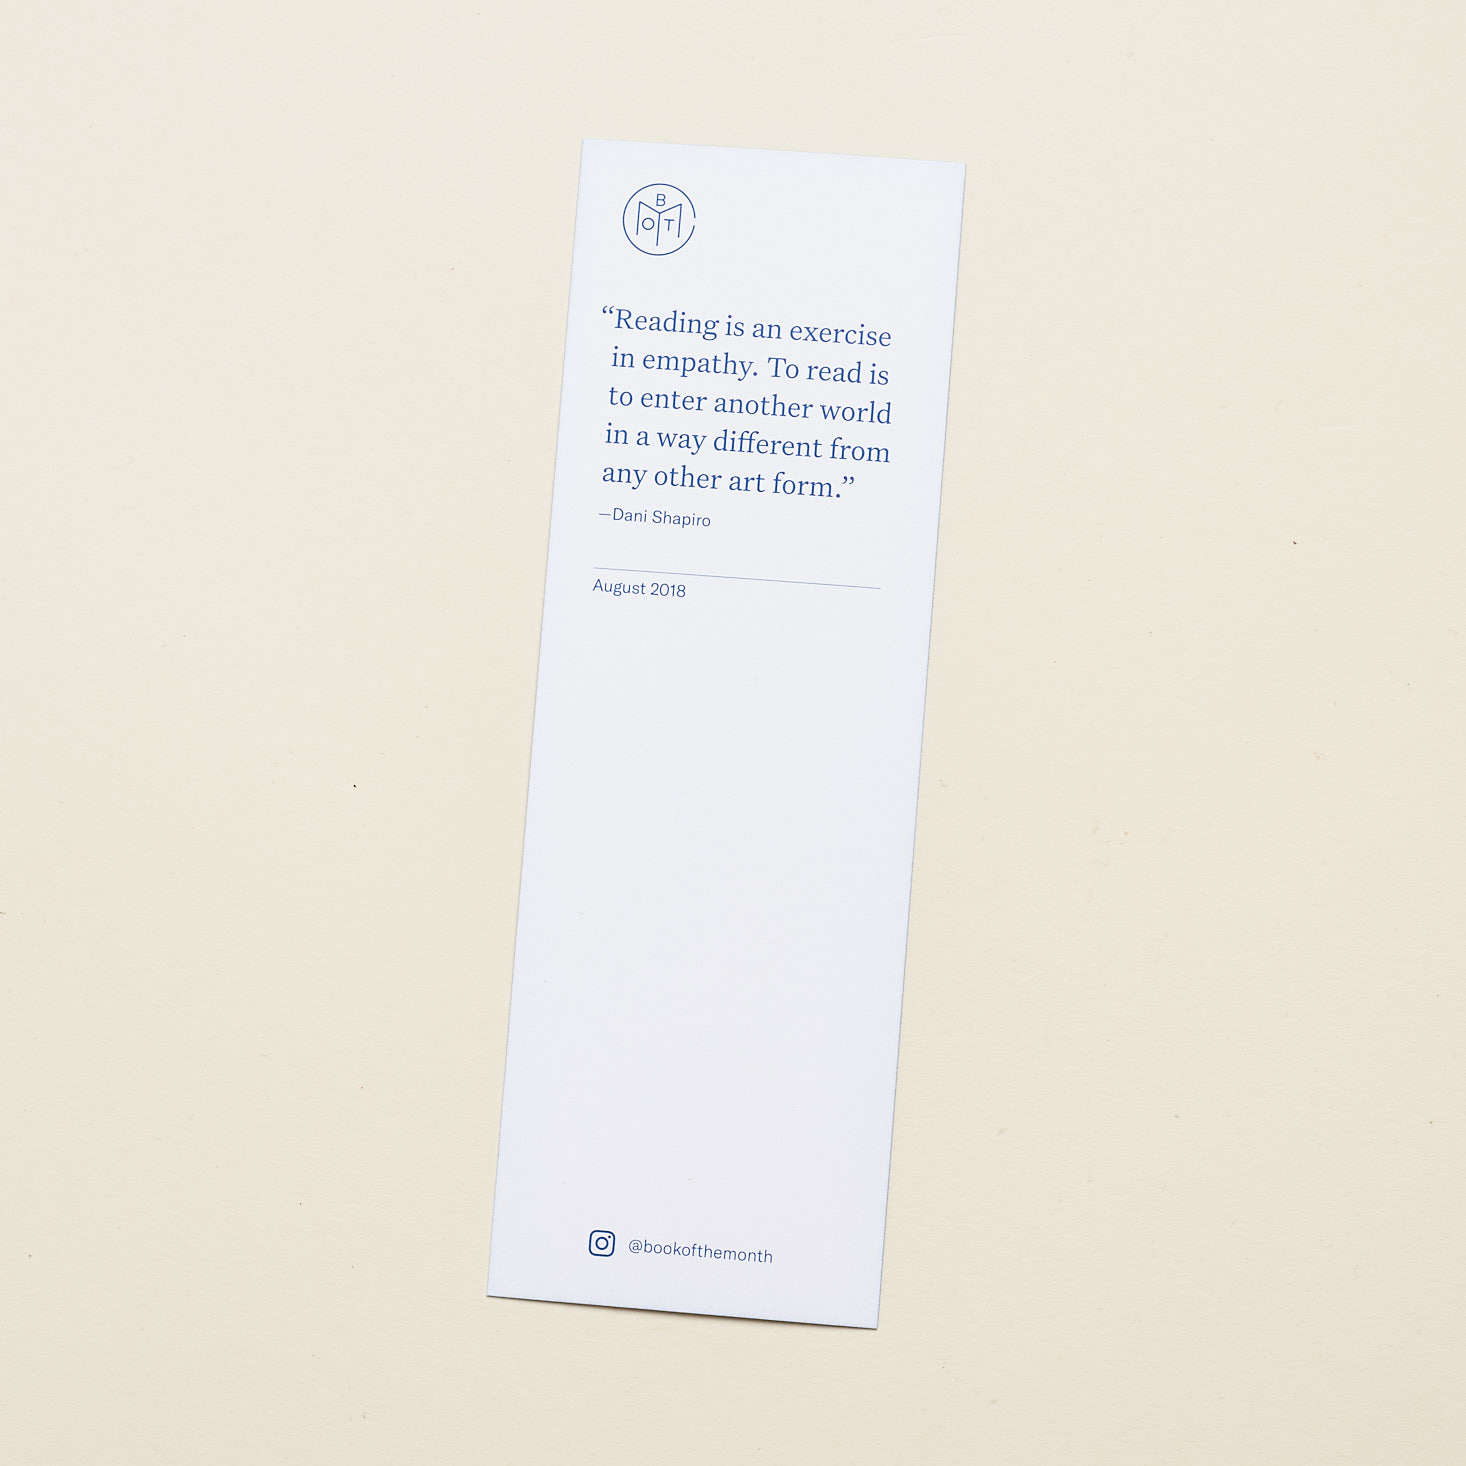 B
O T
“Reading is an exercise
in empathy. To read is
to enter another world
in a way different from
any other art form.”
—Dani Shapiro
August 2018
@bookofthemonth